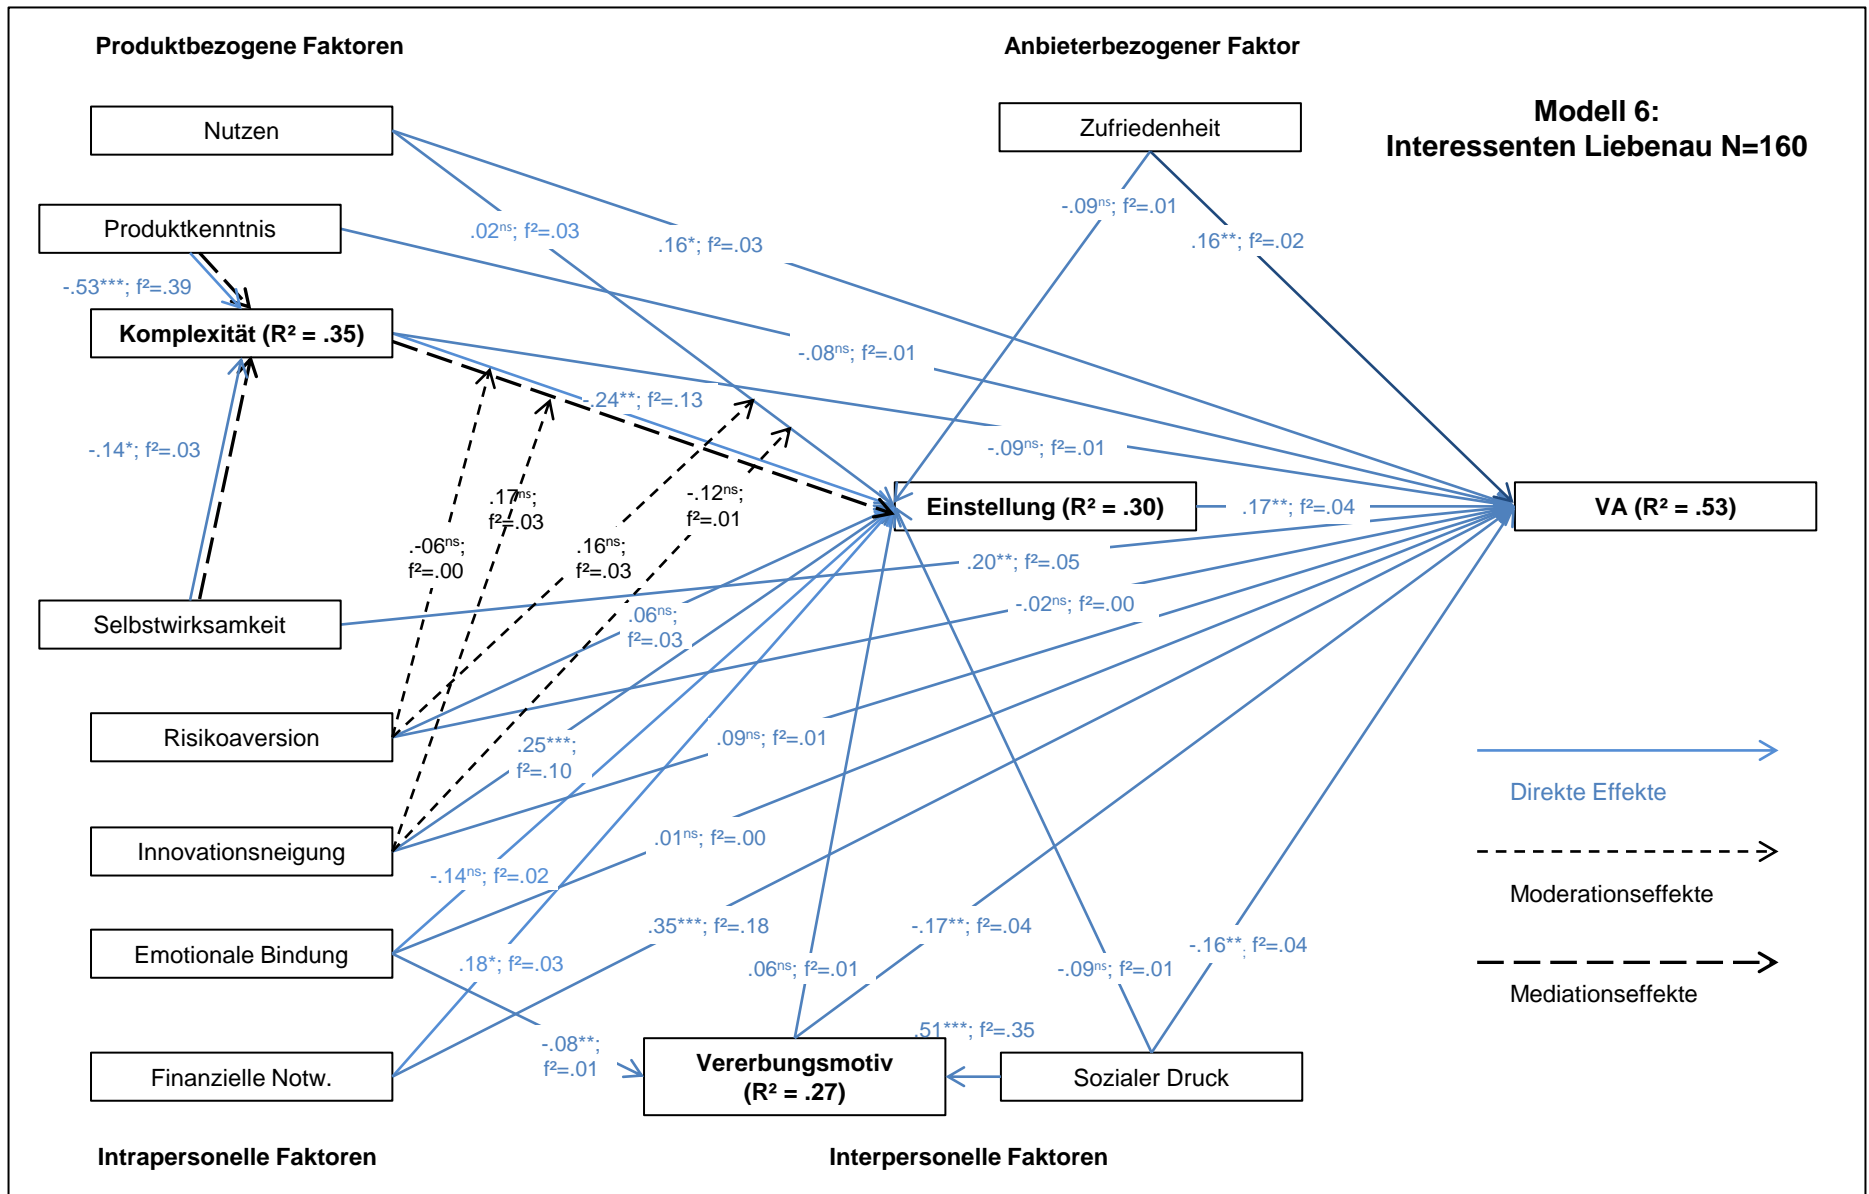 Produktbezogene Faktoren
Anbieterbezogener Faktor
Modell 6:
Interessenten Liebenau N=160
Nutzen
Zufriedenheit
Produktkenntnis
-.09ⁿˢ; f²=.01
.02ⁿˢ; f²=.03
.16*; f²=.03
.16**; f²=.02
-.53***; f²=.39
Komplexität (R² = .35)
-.08ⁿˢ; f²=.01
-.24**; f²=.13
-.14*; f²=.03
-.09ⁿˢ; f²=.01
.17ⁿˢ;
f²=.03
-.12ⁿˢ;
f²=.01
Einstellung (R² = .30)
.17**; f²=.04
VA (R² = .53)
.-06ⁿˢ;
f²=.00
.16ⁿˢ;
f²=.03
.20**; f²=.05
Selbstwirksamkeit
.06ⁿˢ;
f²=.03
-.02ⁿˢ; f²=.00
Risikoaversion
.25***;
f²=.10
.09ⁿˢ; f²=.01
Direkte Effekte
Innovationsneigung
.01ⁿˢ; f²=.00
-.14ⁿˢ; f²=.02
Moderationseffekte
Emotionale Bindung
.35***; f²=.18
-.17**; f²=.04
-.16**; f²=.04
.18*; f²=.03
.06ⁿˢ; f²=.01
-.09ⁿˢ; f²=.01
Mediationseffekte
-.08**;
f²=.01
.51***; f²=.35
Finanzielle Notw.
Vererbungsmotiv
(R² = .27)
Sozialer Druck
Intrapersonelle Faktoren
Interpersonelle Faktoren